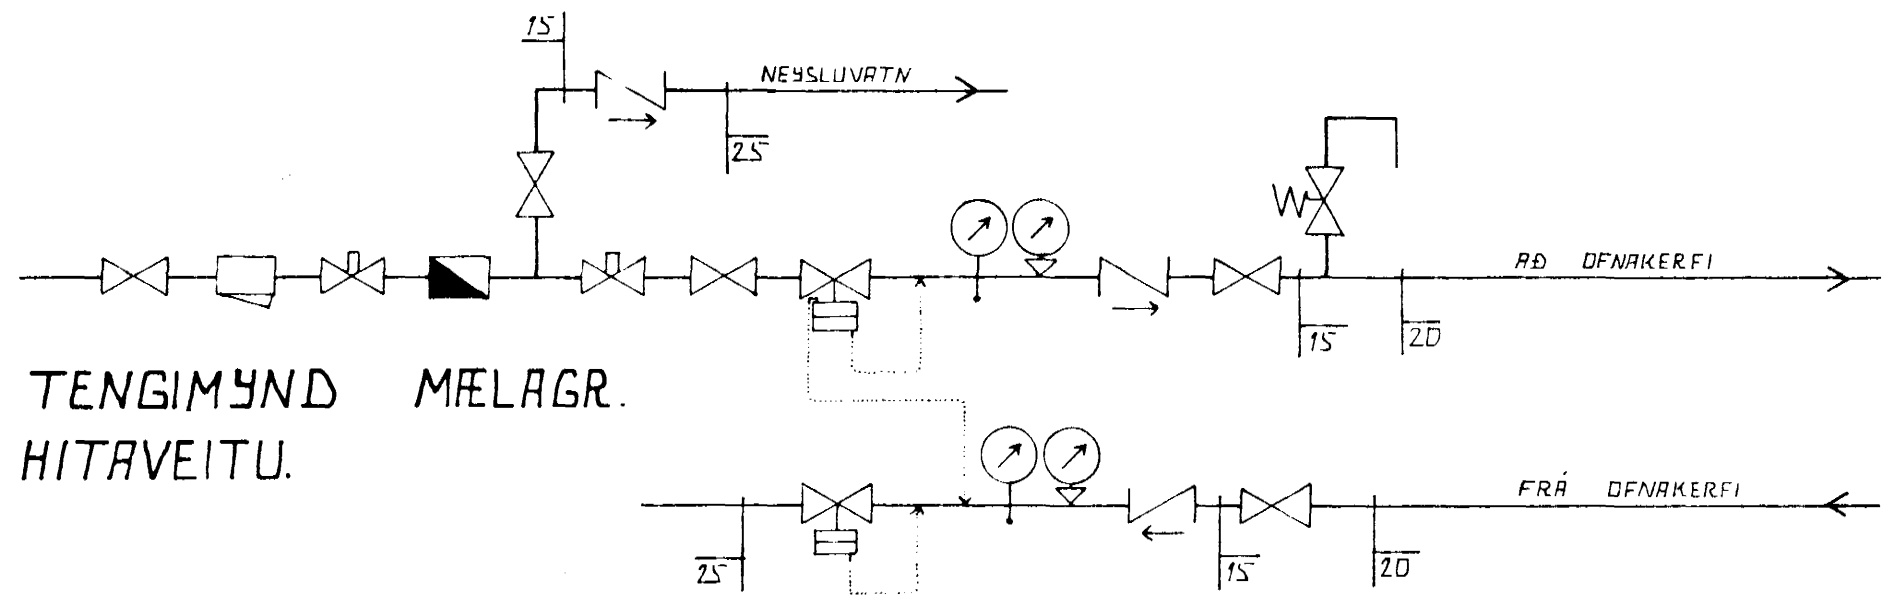 15
NEYSLUVATN
25
AÐ OFNAKERFI
15
20
TENGIMYND MÆLAGR.
HITAVEITU.
FRÁ OFNAKERFI
25
15
20